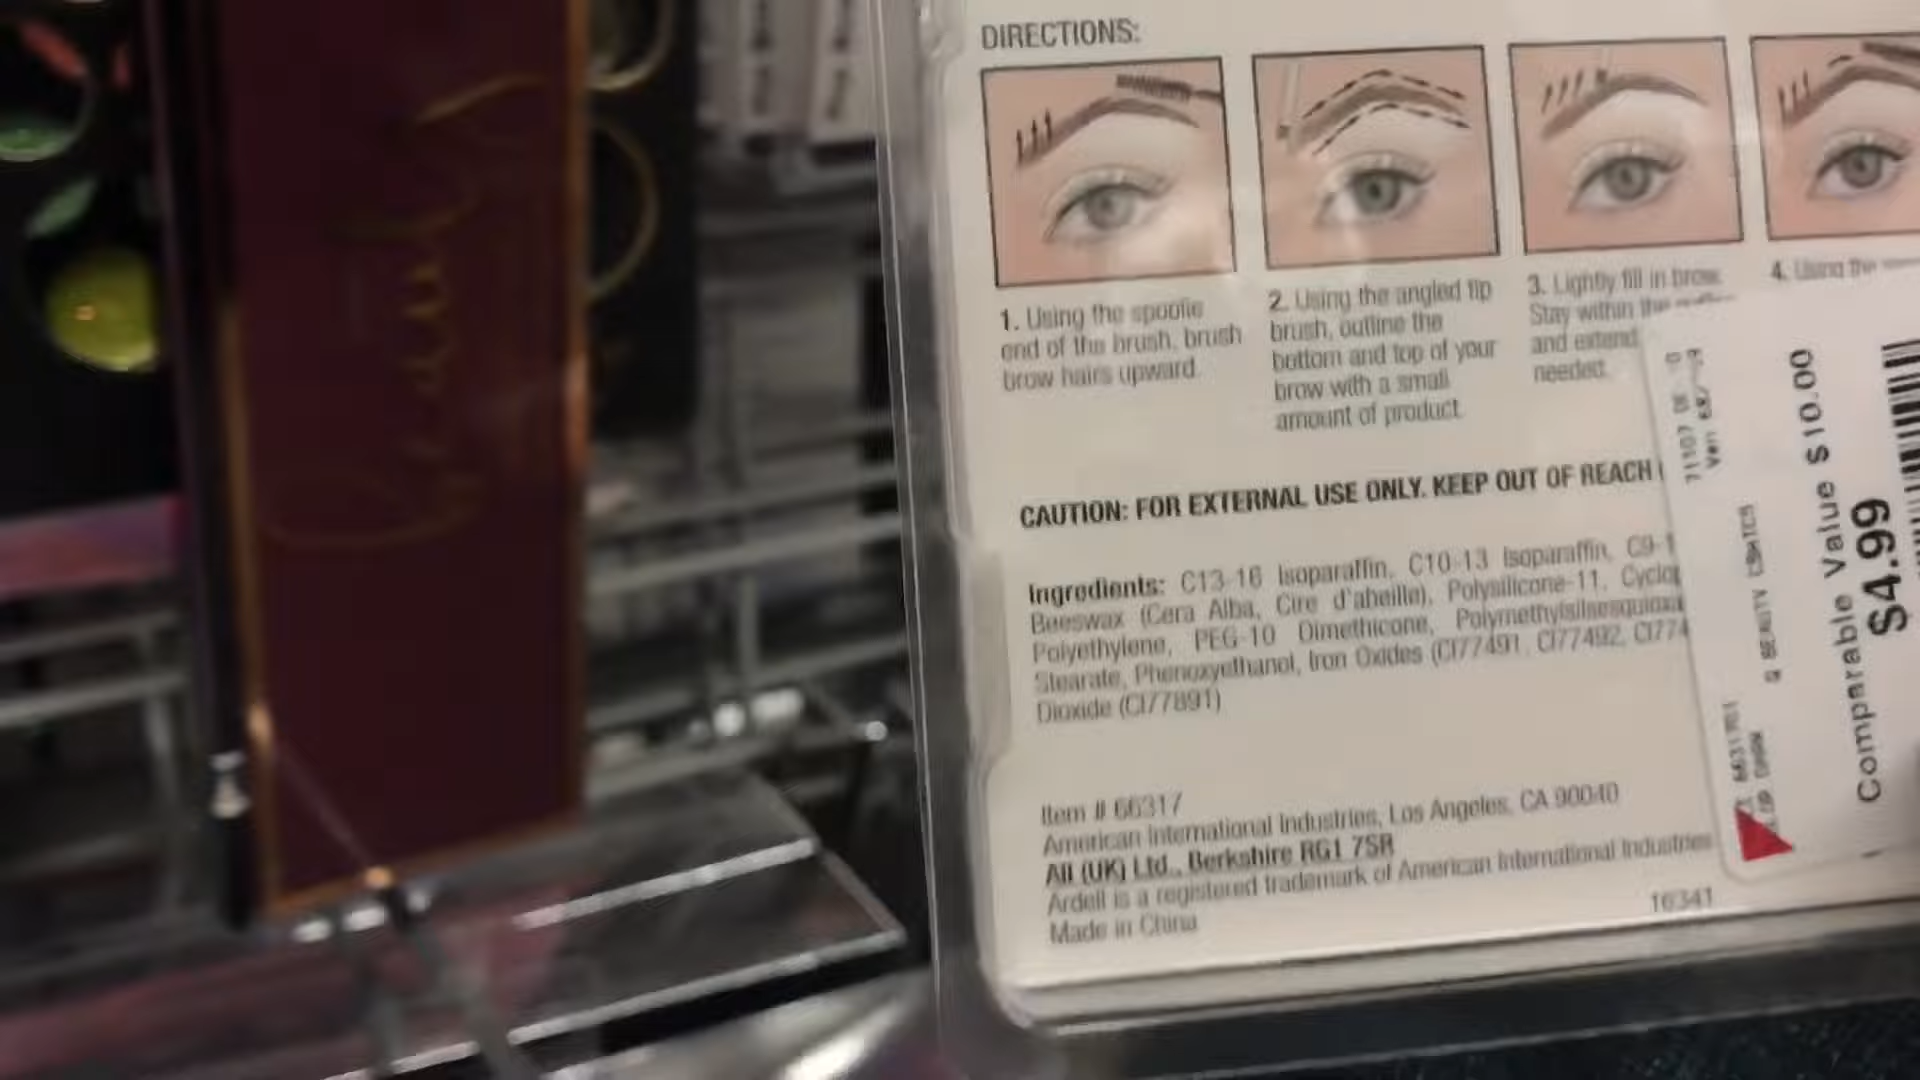 DIRECTIONS:
1. Using the spoolie
end of the brush, brush
brow hairs upward.
2. Using the angled tip
brush, outline the
bottom and top of your
brow with a small
amount of product.
3. Lightly fill in brow.
Stay within the
and extend
needed.
4. Using the
CAUTION: FOR EXTERNAL USE ONLY. KEEP OUT OF REACH
Ingredients: C13-16 Isoparaffin, C10-13 Isoparaffin, C9-1
Beeswax (Cera Alba, Cire d'abeille), Polysilicone-11, Cyclop
Polyethylene, PEG-10 Dimethicone, Polymethylsilsesquioxa
Stearate, Phenoxyethanol, Iron Oxides (CI77491, CI77492, CI774
Dioxide (CI77891)
Item # 66317
American International Industries, Los Angeles, CA 90040
AII (UK) Ltd., Berkshire RG1 7SR
Ardell is a registered trademark of American International Industries
Made in China
16341
Comparable Value $10.00
$4.99